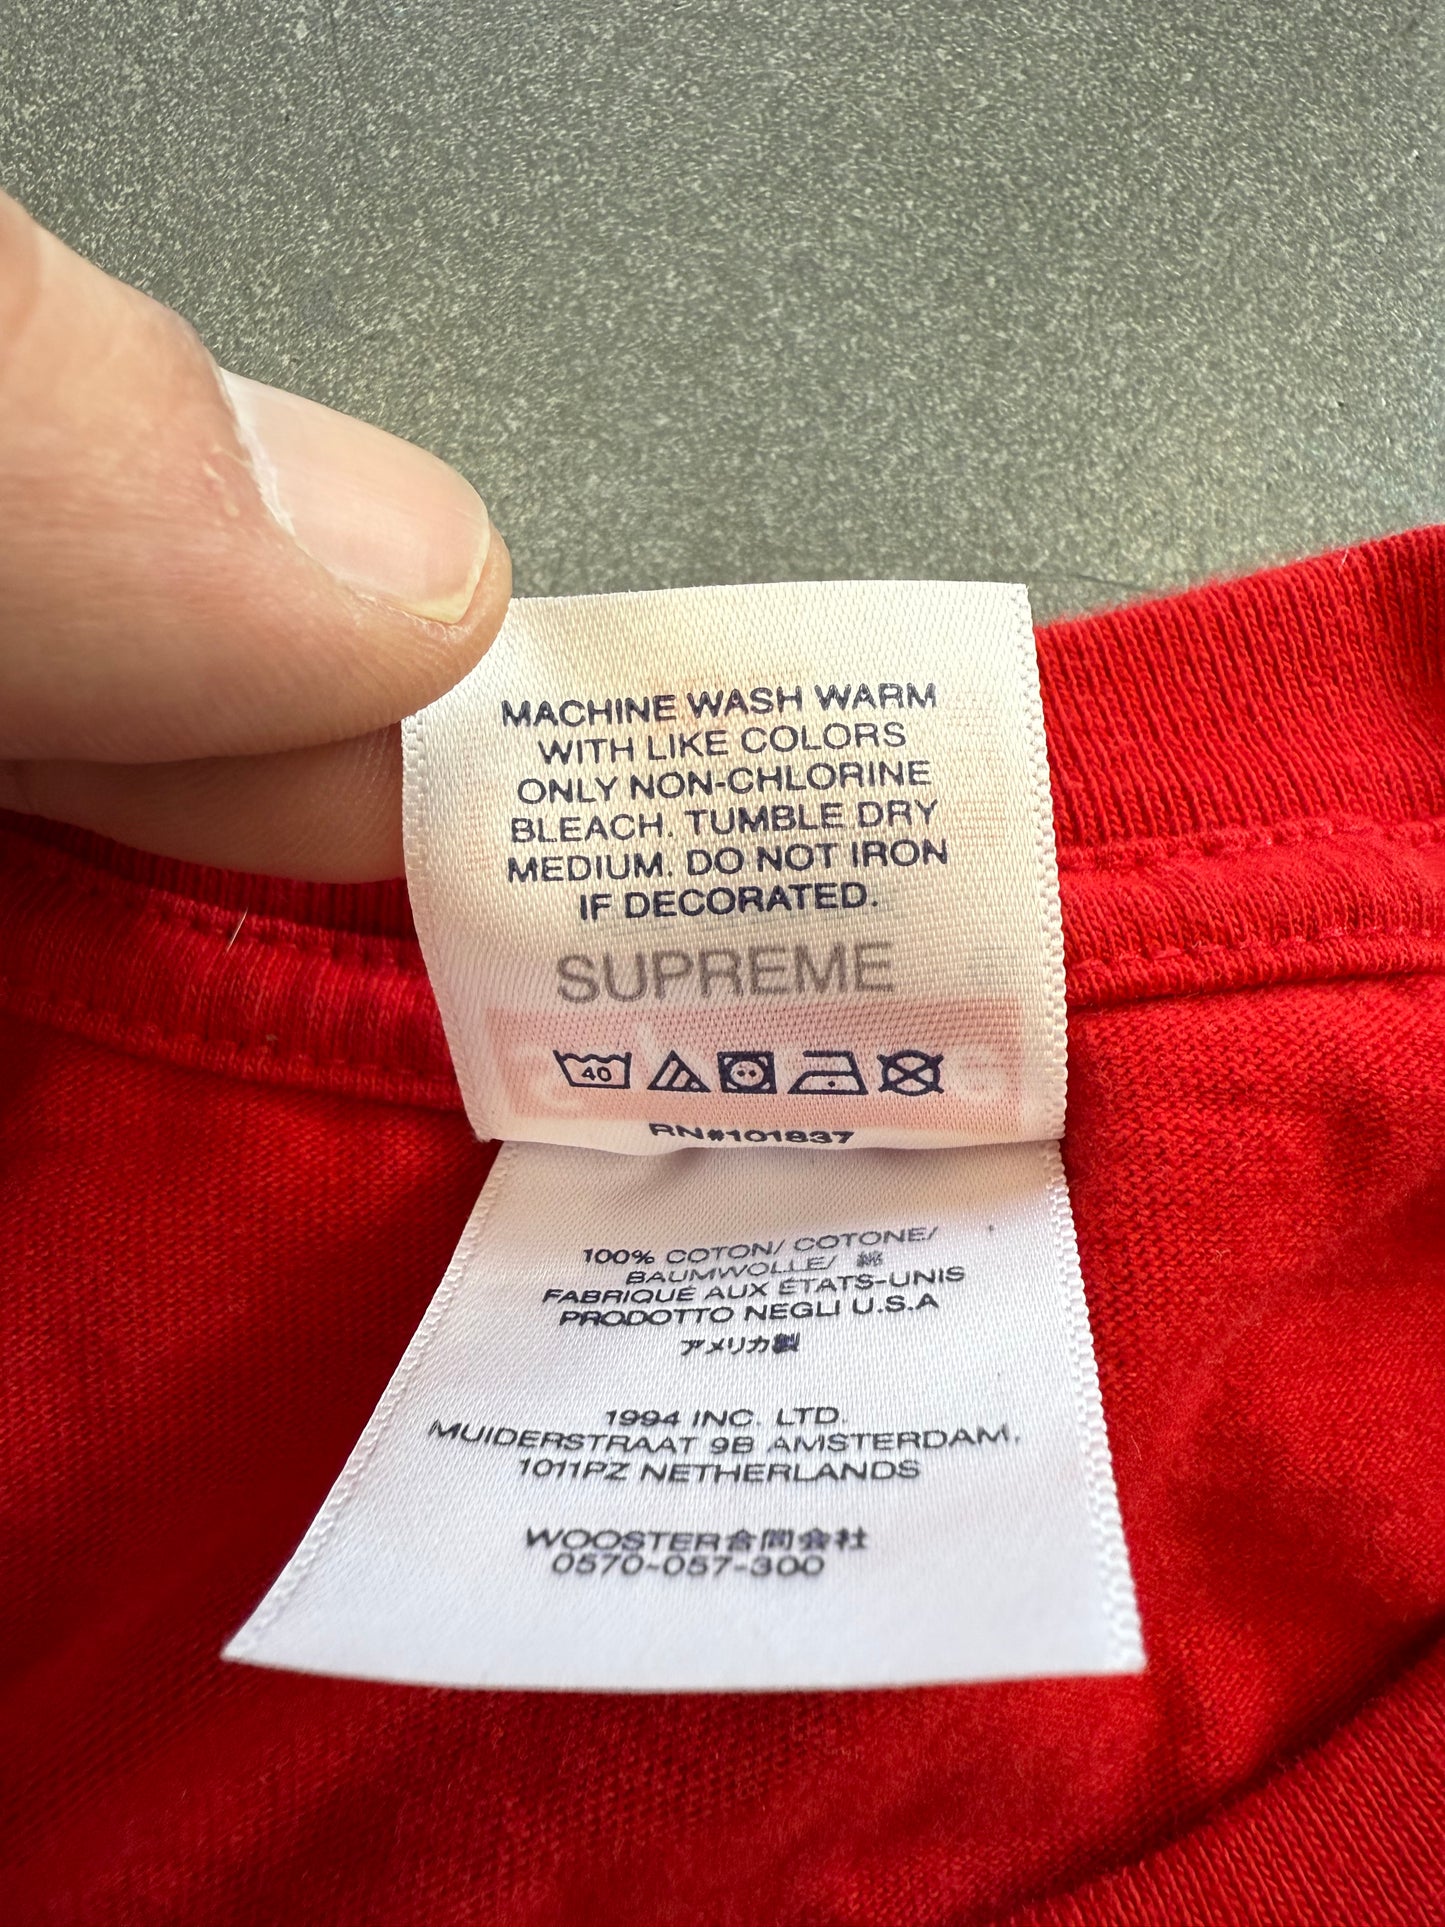 MACHINE WASH WARM
WITH LIKE COLORS
ONLY NON-CHLORINE
BLEACH. TUMBLE DRY
MEDIUM. DO NOT IRON
IF DECORATED.
SUPREME
40
RN#101837
100% COTON/ COTONE/
BAUMWOLLE/ 綿
FABRIQUÉ AUX ÉTATS-UNIS
PRODOTTO NEGLI U.S.A
アメリカ製
1994 INC. LTD.
MUIDERSTRAAT 9B AMSTERDAM,
1011PZ NETHERLANDS
WOOSTER合同会社
0570-057-300